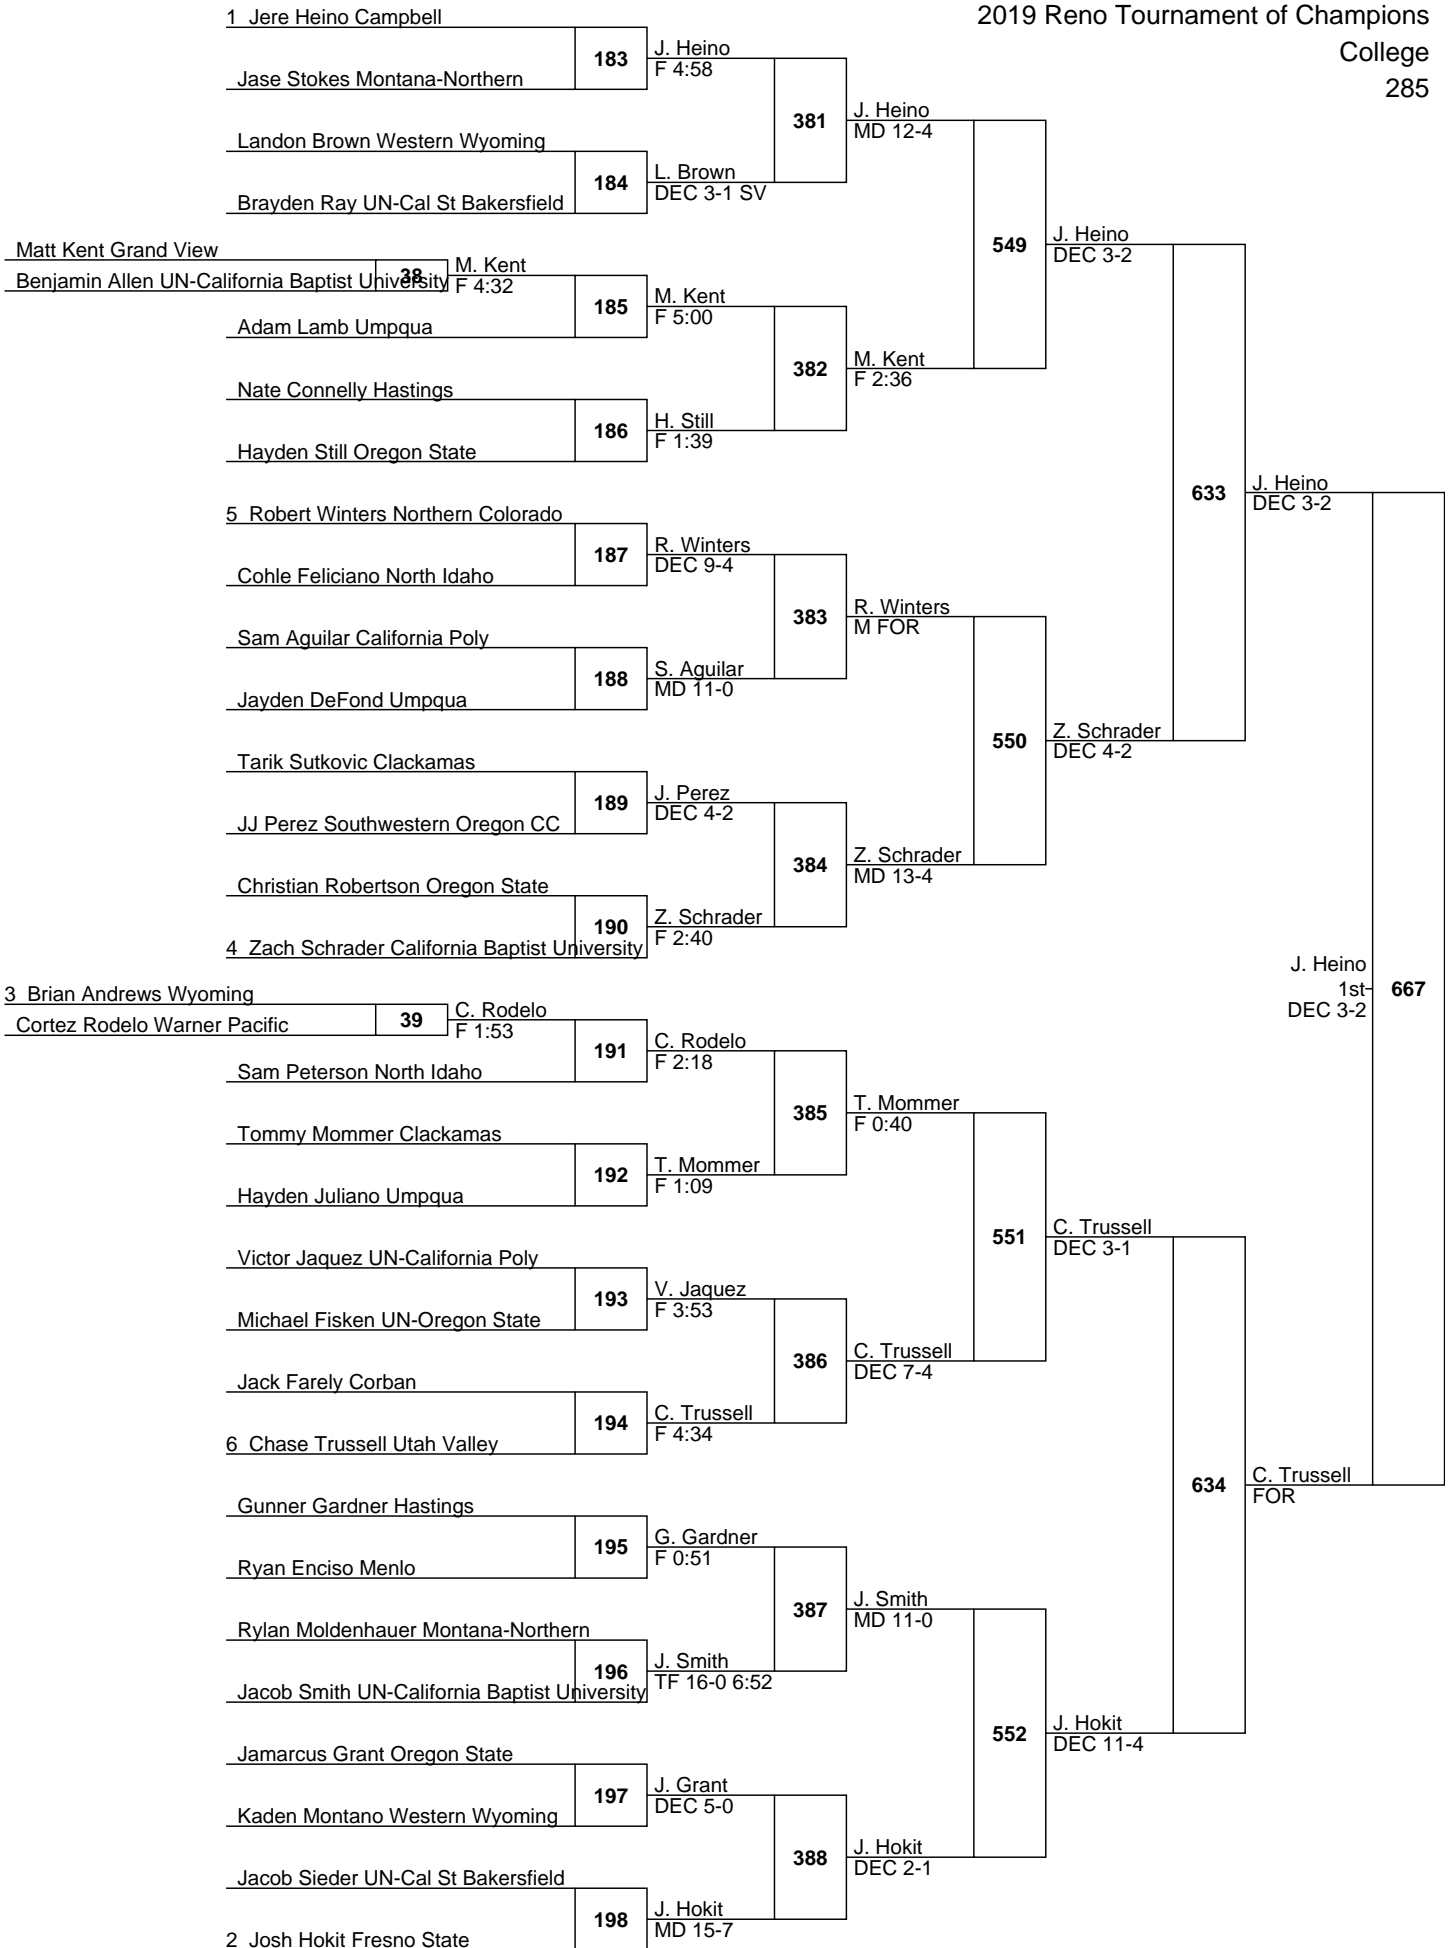 2019 Reno Tournament of Champions
College
285
1 Jere Heino Campbell
183
J. Heino
F 4:58
Jase Stokes Montana-Northern
381
J. Heino
MD 12-4
Landon Brown Western Wyoming
184
L. Brown
DEC 3-1 SV
Brayden Ray UN-Cal St Bakersfield
549
J. Heino
DEC 3-2
Matt Kent Grand View
38
M. Kent
F 4:32
Benjamin Allen UN-California Baptist University
185
M. Kent
F 5:00
Adam Lamb Umpqua
382
M. Kent
F 2:36
Nate Connelly Hastings
186
H. Still
F 1:39
Hayden Still Oregon State
633
J. Heino
DEC 3-2
5 Robert Winters Northern Colorado
187
R. Winters
DEC 9-4
Cohle Feliciano North Idaho
383
R. Winters
M FOR
Sam Aguilar California Poly
188
S. Aguilar
MD 11-0
Jayden DeFond Umpqua
550
Z. Schrader
DEC 4-2
Tarik Sutkovic Clackamas
189
J. Perez
DEC 4-2
JJ Perez Southwestern Oregon CC
384
Z. Schrader
MD 13-4
Christian Robertson Oregon State
190
Z. Schrader
F 2:40
4 Zach Schrader California Baptist University
J. Heino
1st
DEC 3-2
667
3 Brian Andrews Wyoming
39
C. Rodelo
F 1:53
Cortez Rodelo Warner Pacific
191
C. Rodelo
F 2:18
Sam Peterson North Idaho
385
T. Mommer
F 0:40
Tommy Mommer Clackamas
192
T. Mommer
F 1:09
Hayden Juliano Umpqua
551
C. Trussell
DEC 3-1
Victor Jaquez UN-California Poly
193
V. Jaquez
F 3:53
Michael Fisken UN-Oregon State
386
C. Trussell
DEC 7-4
Jack Farely Corban
194
C. Trussell
F 4:34
6 Chase Trussell Utah Valley
634
C. Trussell
FOR
Gunner Gardner Hastings
195
G. Gardner
F 0:51
Ryan Enciso Menlo
387
J. Smith
MD 11-0
Rylan Moldenhauer Montana-Northern
196
J. Smith
TF 16-0 6:52
Jacob Smith UN-California Baptist University
552
J. Hokit
DEC 11-4
Jamarcus Grant Oregon State
197
J. Grant
DEC 5-0
Kaden Montano Western Wyoming
388
J. Hokit
DEC 2-1
Jacob Sieder UN-Cal St Bakersfield
198
J. Hokit
MD 15-7
2 Josh Hokit Fresno State